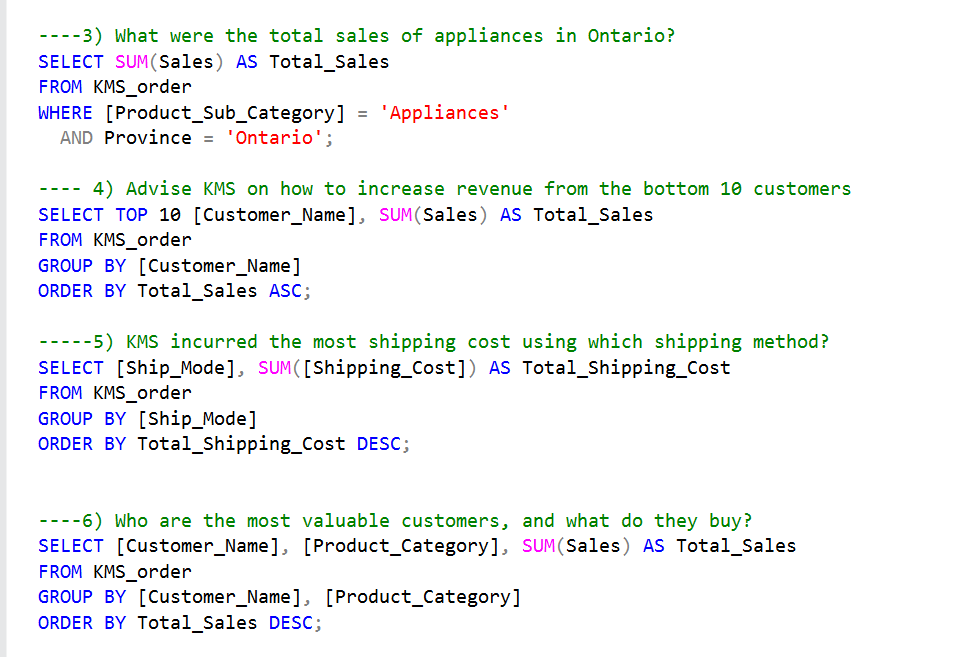 ----3) What were the total sales of appliances in Ontario?
SELECT SUM(Sales) AS Total_Sales
FROM KMS_order
WHERE [Product_Sub_Category] = 'Appliances'
  AND Province = 'Ontario';
---- 4) Advise KMS on how to increase revenue from the bottom 10 customers
SELECT TOP 10 [Customer_Name], SUM(Sales) AS Total_Sales
FROM KMS_order
GROUP BY [Customer_Name]
ORDER BY Total_Sales ASC;
-----5) KMS incurred the most shipping cost using which shipping method?
SELECT [Ship_Mode], SUM([Shipping_Cost]) AS Total_Shipping_Cost
FROM KMS_order
GROUP BY [Ship_Mode]
ORDER BY Total_Shipping_Cost DESC;
----6) Who are the most valuable customers, and what do they buy?
SELECT [Customer_Name], [Product_Category], SUM(Sales) AS Total_Sales
FROM KMS_order
GROUP BY [Customer_Name], [Product_Category]
ORDER BY Total_Sales DESC;